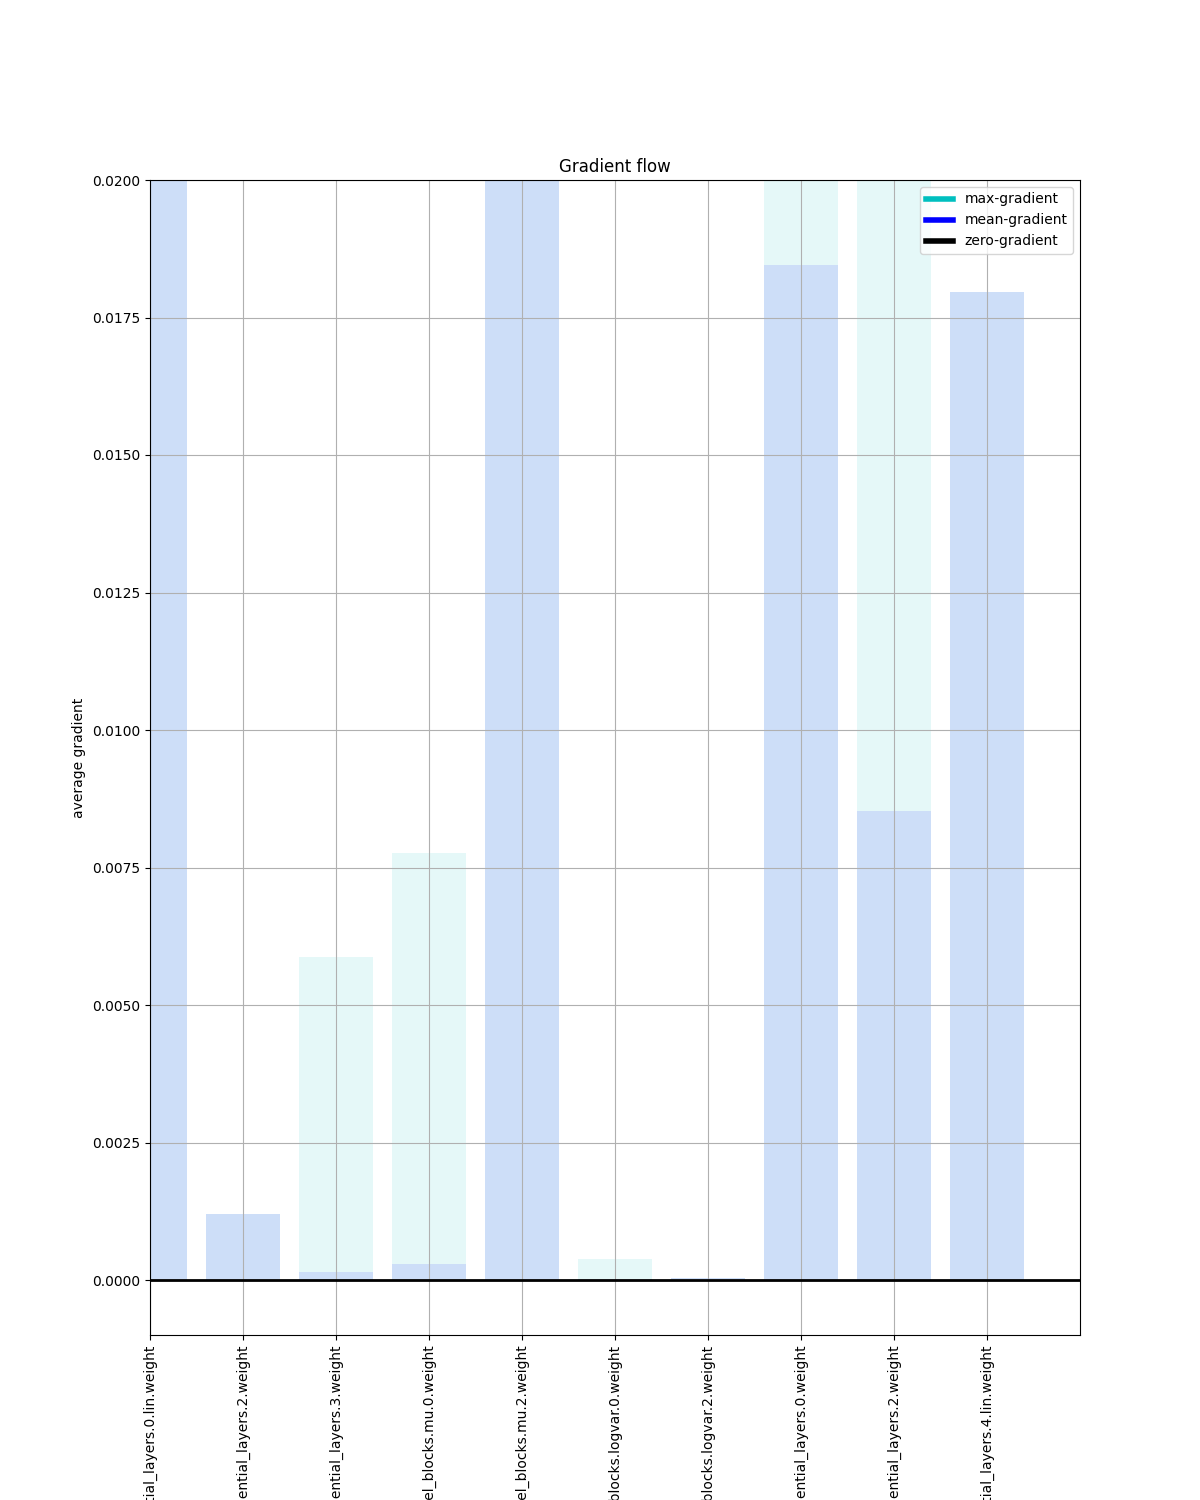 Gradient flow
max-gradient
mean-gradient
zero-gradient
0.0200
0.0175
0.0150
0.0125
0.0100
0.0075
0.0050
0.0025
0.0000
average gradient
tial_layers.0.lin.weight
ential_layers.2.weight
ential_layers.3.weight
el_blocks.mu.0.weight
el_blocks.mu.2.weight
blocks.logvar.0.weight
blocks.logvar.2.weight
ential_layers.0.weight
ential_layers.2.weight
tial_layers.4.lin.weight